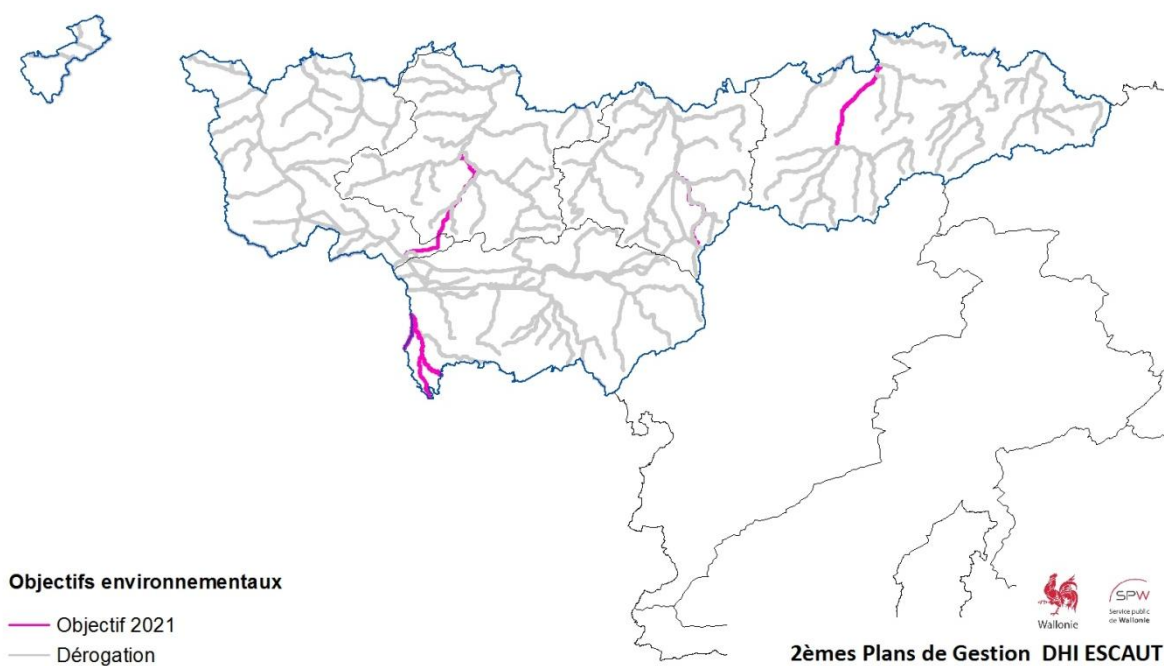 Objectifs environnementaux
Objectif 2021
Dérogation
Wallonie
SPW
Service public
de Wallonie
2èmes Plans de Gestion DHI ESCAUT